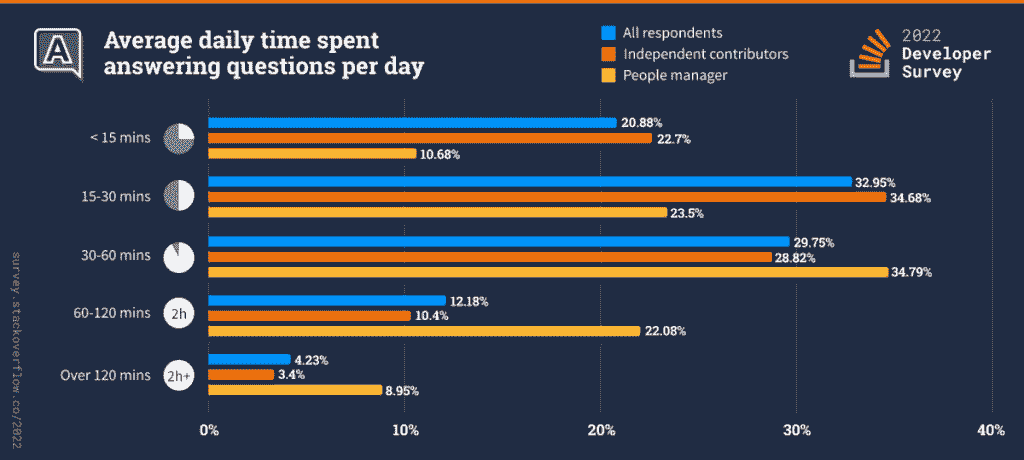 A
Average daily time spent
answering questions per day
All respondents
Independent contributors
People manager
2022
Developer
Survey
< 15 mins
20.88%
22.7%
10.68%
15-30 mins
32.95%
34.68%
23.5%
30-60 mins
29.75%
28.82%
34.79%
60-120 mins
2h
12.18%
10.4%
22.08%
Over 120 mins
2h+
4.23%
3.4%
8.95%
0%
10%
20%
30%
40%
survey.stackoverflow.co/2022